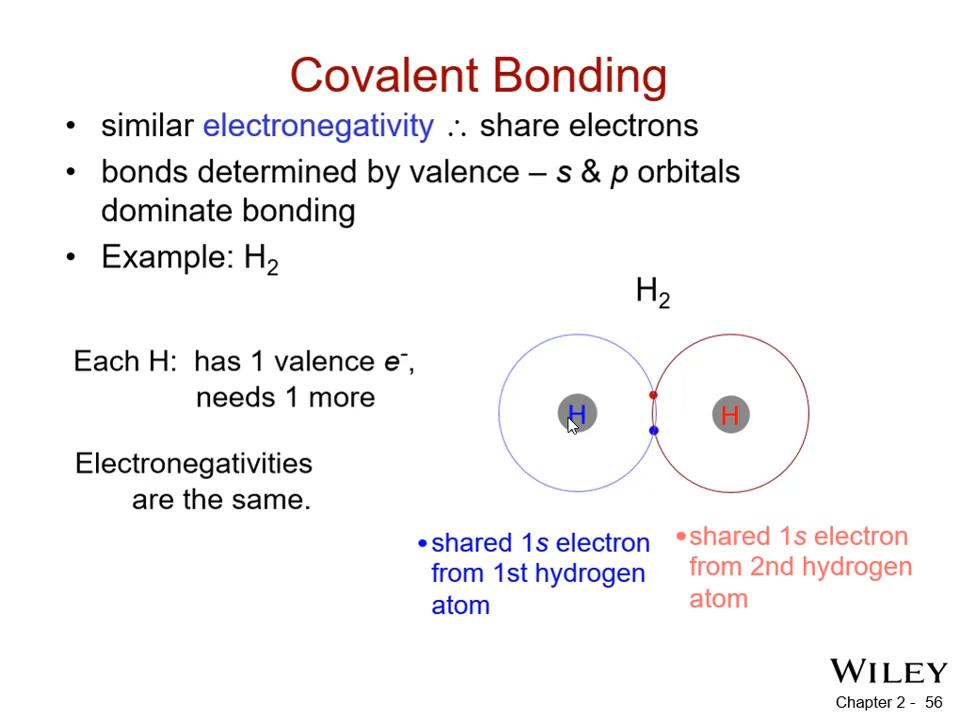 Covalent Bonding
• similar electronegativity ∴ share electrons
• bonds determined by valence – s & p orbitals
dominate bonding
• Example: H₂
H₂
Each H: has 1 valence e⁻,
needs 1 more
H H
Electronegativities
are the same.
•shared 1s electron
from 1st hydrogen
atom
•shared 1s electron
from 2nd hydrogen
atom
WILEY
Chapter 2 - 56